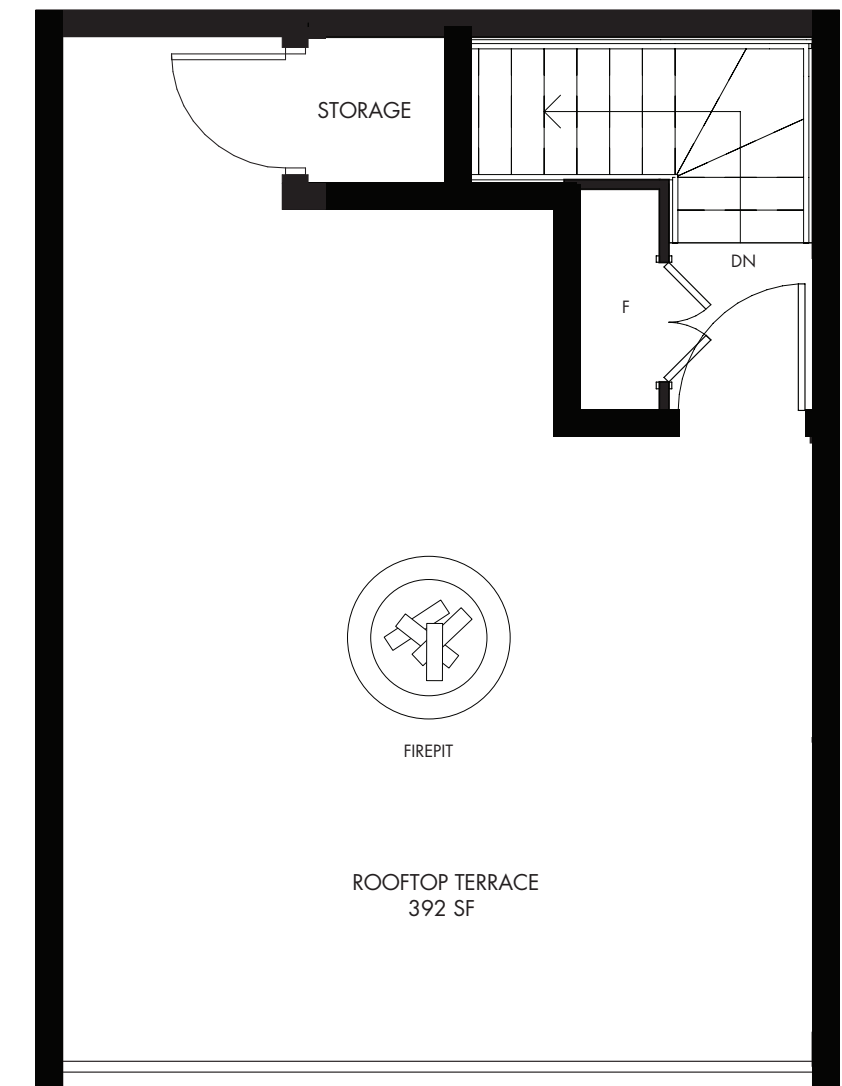 STORAGE
DN
F
FIREPIT
ROOFTOP TERRACE
392 SF